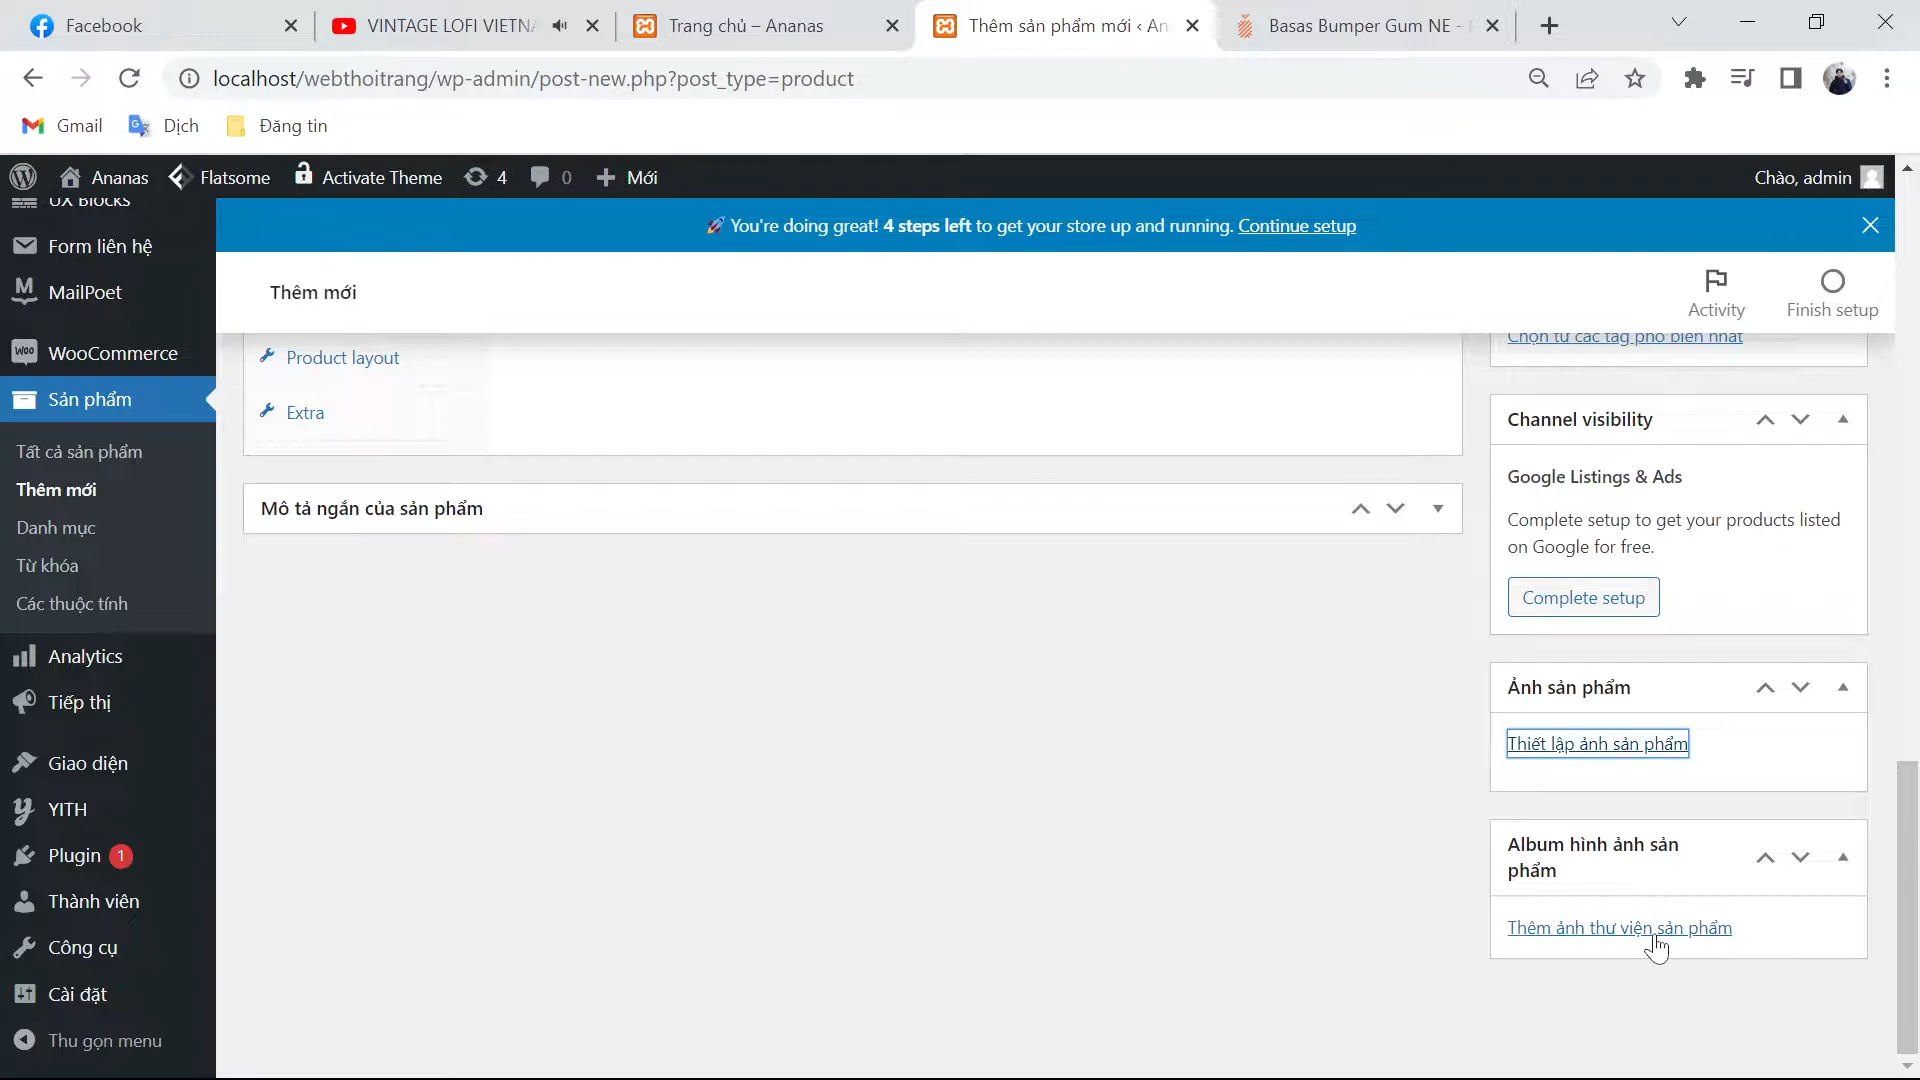 Facebook
VINTAGE LOFI VIETN
Trang chủ – Ananas
Thêm sản phẩm mới ‹ An
Basas Bumper Gum NE -
localhost/webthoitrang/wp-admin/post-new.php?post_type=product
Gmail
Dịch
Đăng tin
Ananas
Flatsome
Activate Theme
4
0
Mới
Chào, admin
UX Blocks
🚀 You're doing great! 4 steps left to get your store up and running. Continue setup
Form liên hệ
MailPoet
WooCommerce
Sản phẩm
Tất cả sản phẩm
Thêm mới
Danh mục
Từ khóa
Các thuộc tính
Analytics
Tiếp thị
Giao diện
YITH
Plugin 1
Thành viên
Công cụ
Cài đặt
Thu gọn menu
Thêm mới
Activity
Finish setup
Product layout
Extra
Mô tả ngắn của sản phẩm
Chọn từ các tag phổ biến nhất
Channel visibility
Google Listings & Ads
Complete setup to get your products listed
on Google for free.
Complete setup
Ảnh sản phẩm
Thiết lập ảnh sản phẩm
Album hình ảnh sản
phẩm
Thêm ảnh thư viện sản phẩm